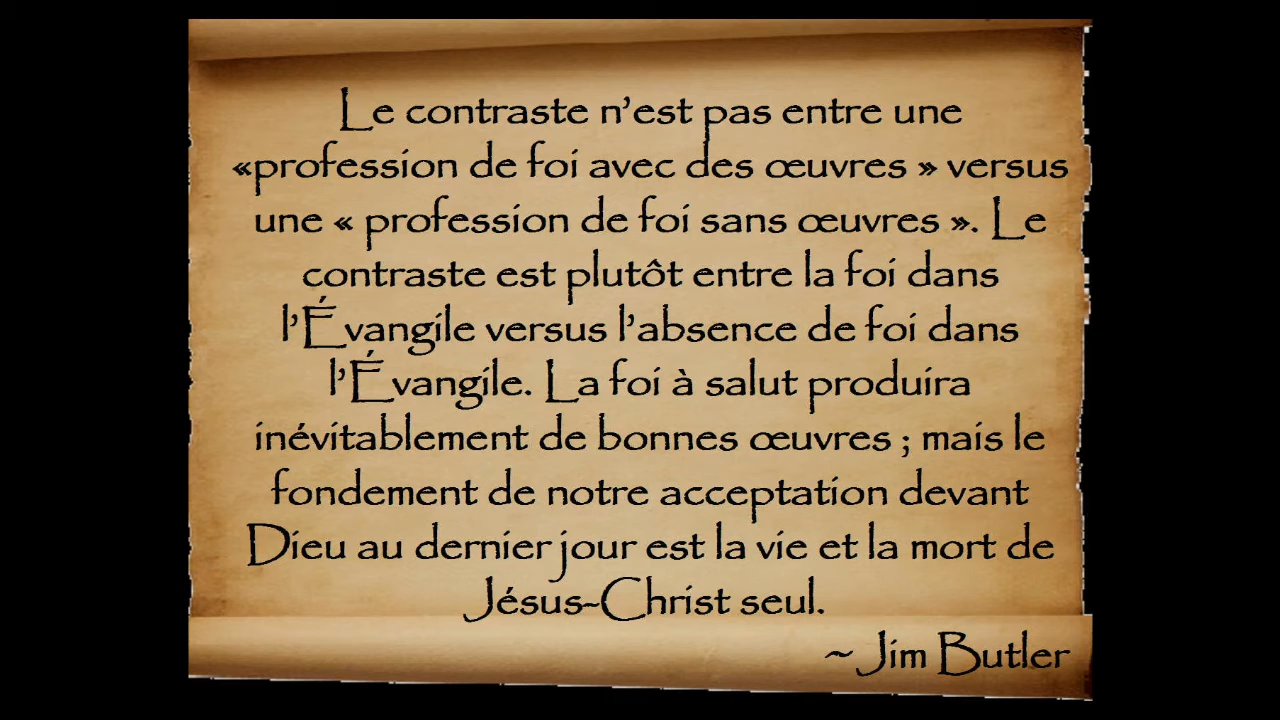 Le contraste n’est pas entre une
«profession de foi avec des œuvres » versus
une « profession de foi sans œuvres ». Le
contraste est plutôt entre la foi dans
l’Évangile versus l’absence de foi dans
l’Évangile. La foi à salut produira
inévitablement de bonnes œuvres ; mais le
fondement de notre acceptation devant
Dieu au dernier jour est la vie et la mort de
Jésus-Christ seul.
~ Jim Butler